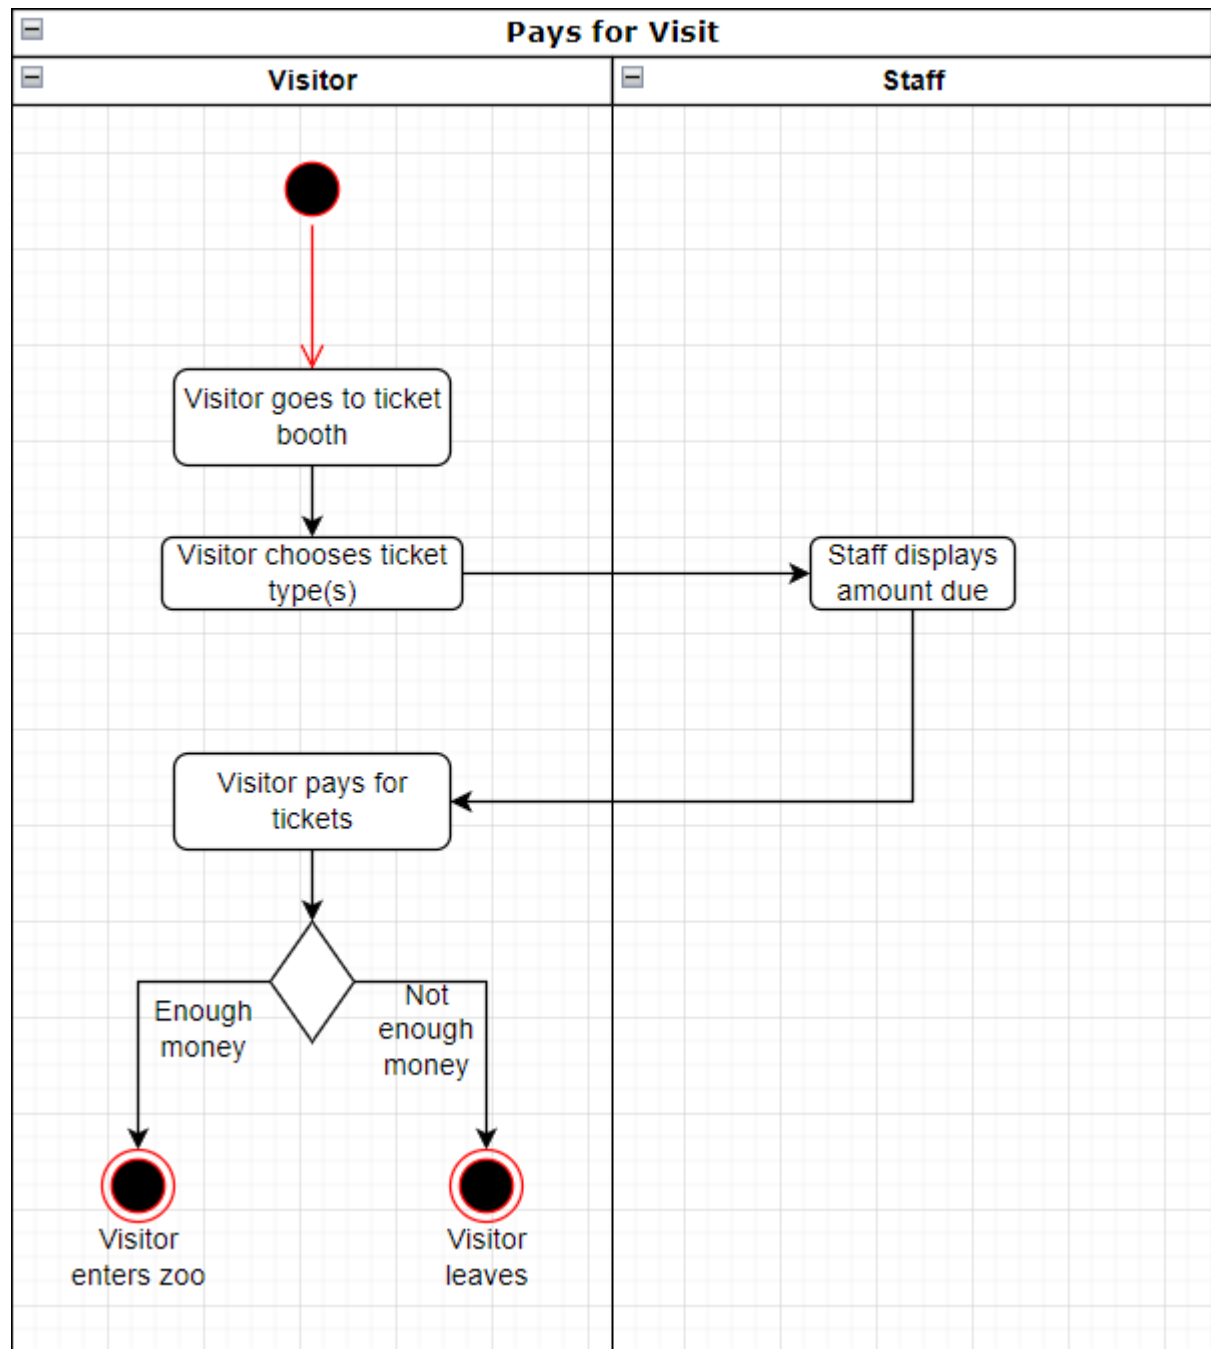 Pays for Visit
Visitor
Staff
Visitor goes to ticket
booth
Visitor chooses ticket
type(s)
Staff displays
amount due
Visitor pays for
tickets
Enough
money
Not
enough
money
Visitor
enters zoo
Visitor
leaves